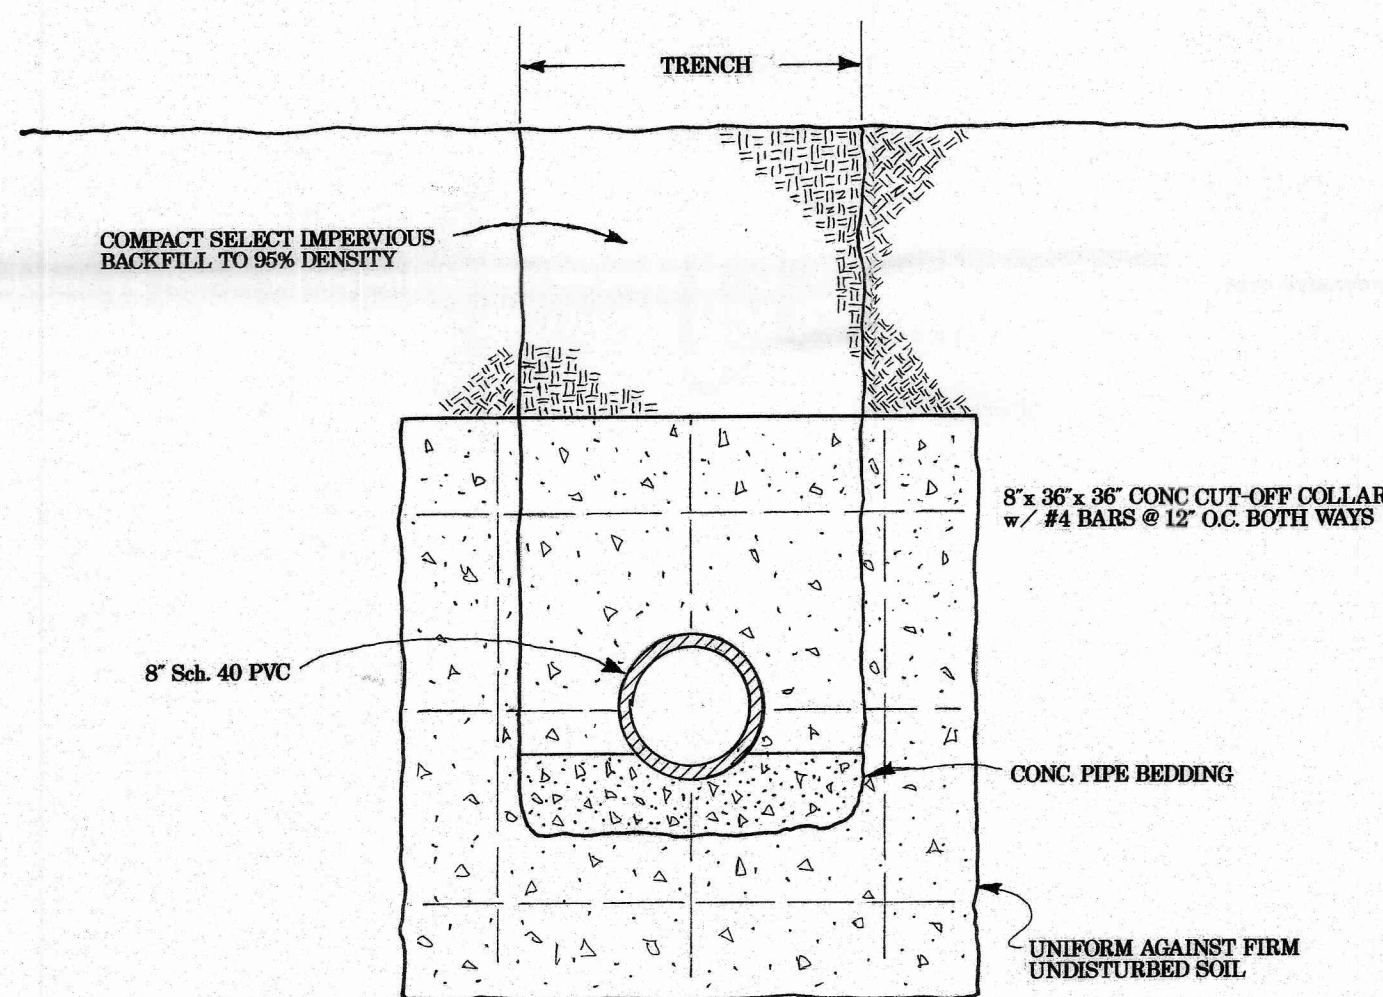 TRENCH
COMPACT SELECT IMPERVIOUS
BACKFILL TO 95% DENSITY
8"x 36"x 36" CONC CUT-OFF COLLAR
w/ #4 BARS @ 12" O.C. BOTH WAYS
8" Sch. 40 PVC
CONC. PIPE BEDDING
UNIFORM AGAINST FIRM
UNDISTURBED SOIL